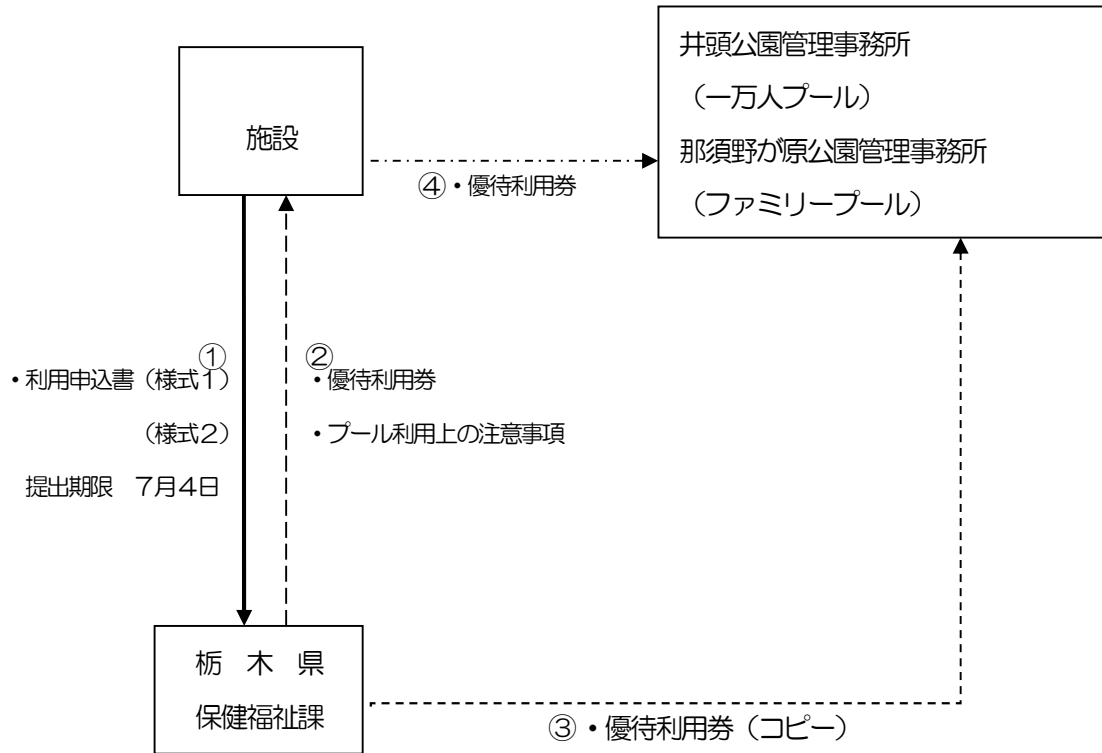 施設
井頭公園管理事務所
（一万人プール）
那須野が原公園管理事務所
（ファミリープール）
④・優待利用券
①
・利用申込書（様式１）
（様式２）
提出期限　７月４日
②
・優待利用券
・プール利用上の注意事項
栃　木　県
保健福祉課
③・優待利用券（コピー）